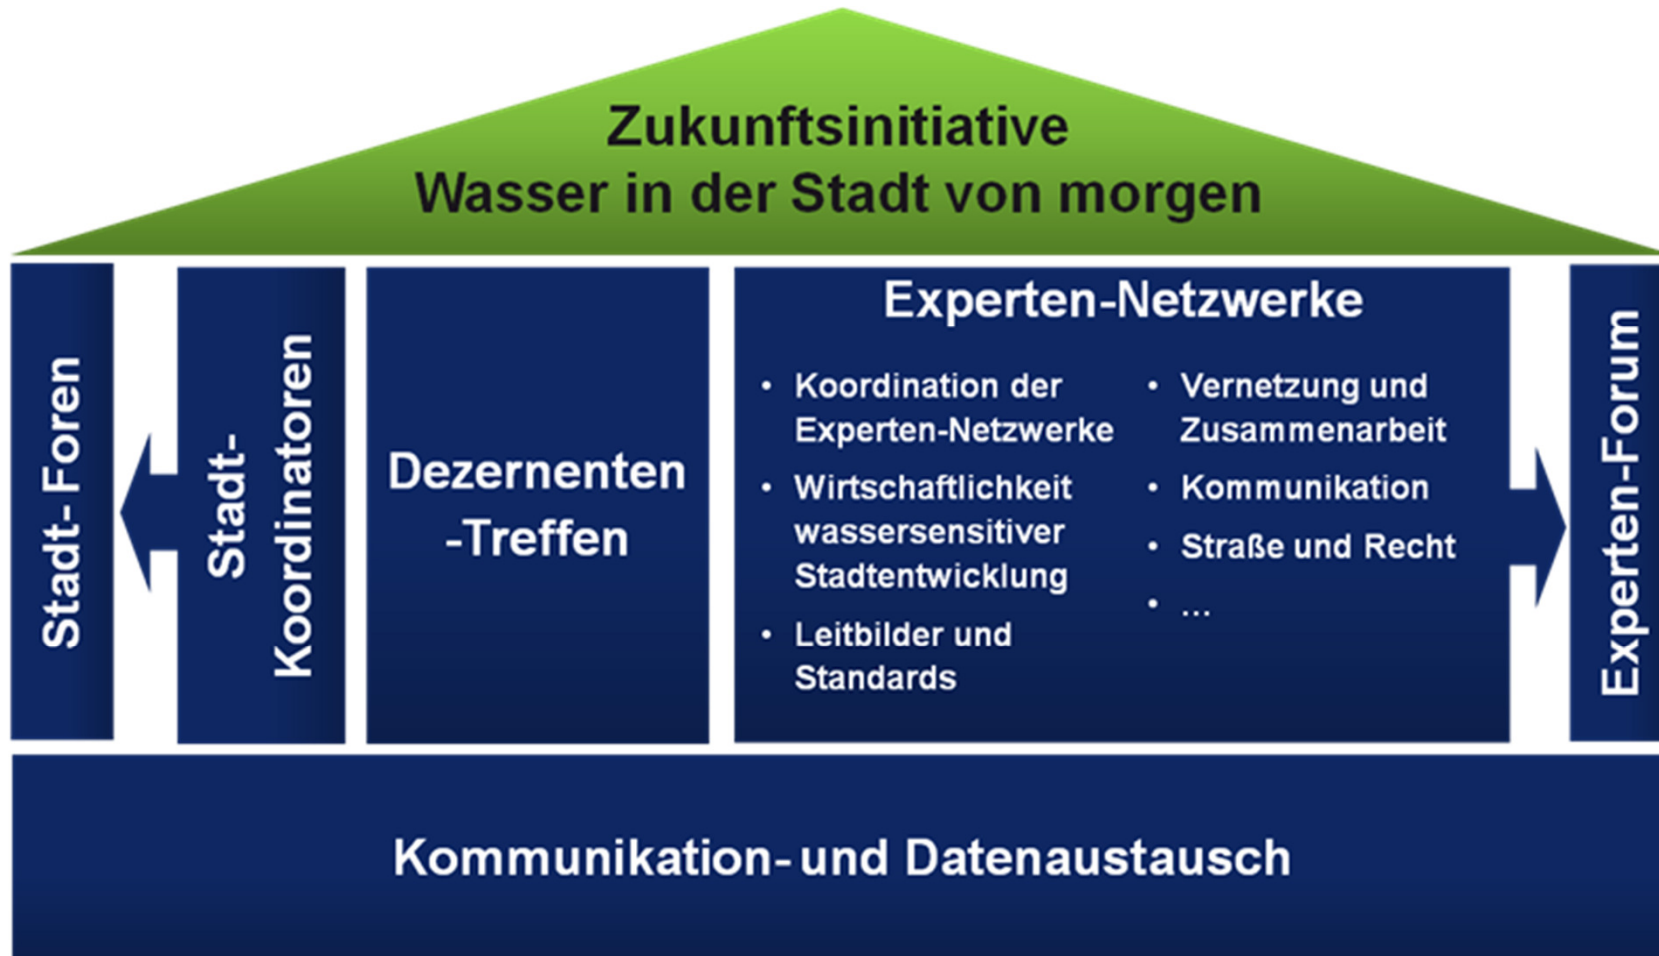 Zukunftsinitiative
Wasser in der Stadt von morgen
Stadt- Foren
Stadt-
Koordinatoren
Dezernenten
-Treffen
Experten-Netzwerke
• Koordination der
Experten-Netzwerke
• Wirtschaftlichkeit
wassersensitiver
Stadtentwicklung
• Leitbilder und
Standards
• Vernetzung und
Zusammenarbeit
• Kommunikation
• Straße und Recht
• ...
Experten-Forum
Kommunikation- und Datenaustausch